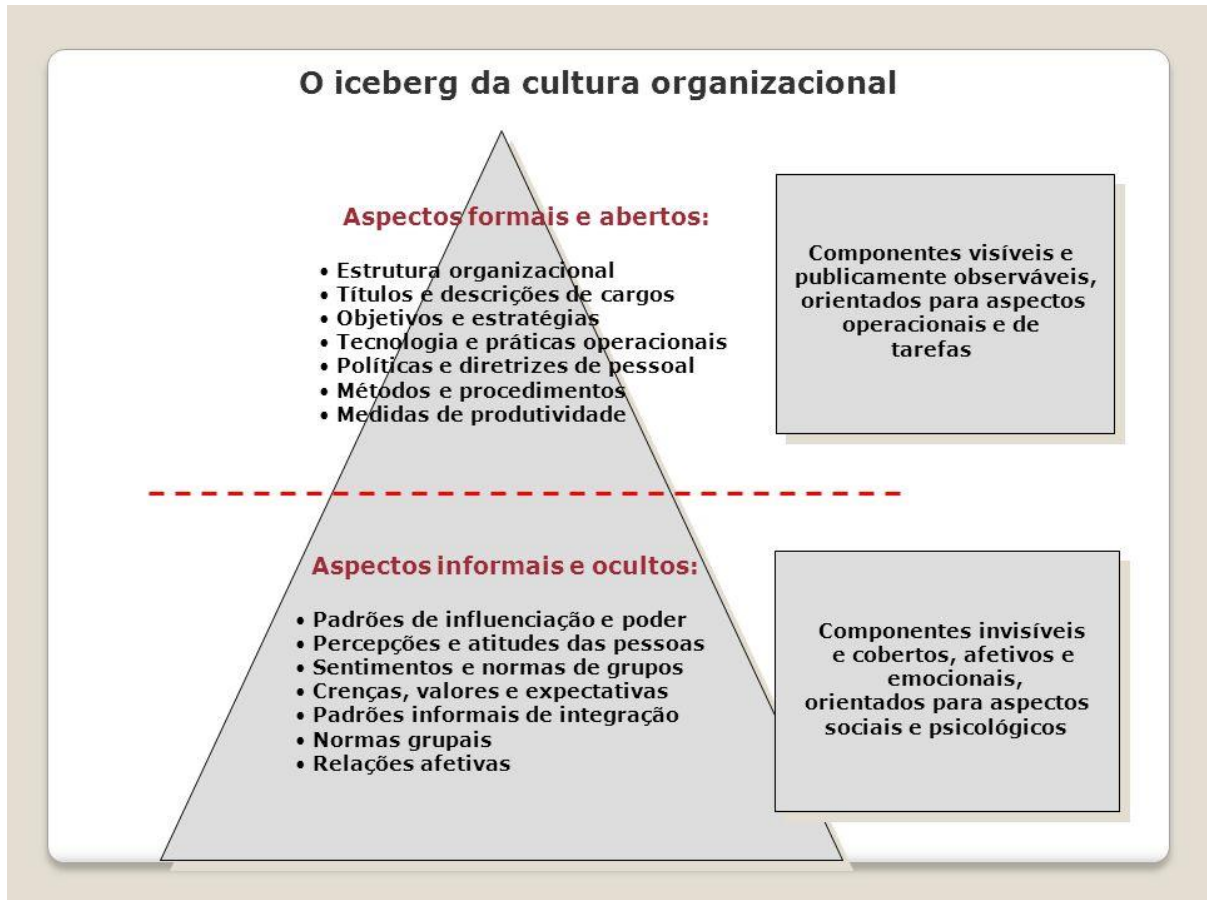 O iceberg da cultura organizacional
Aspectos formais e abertos:
• Estrutura organizacional
• Títulos e descrições de cargos
• Objetivos e estratégias
• Tecnologia e práticas operacionais
• Políticas e diretrizes de pessoal
• Métodos e procedimentos
• Medidas de produtividade
Componentes visíveis e
publicamente observáveis,
orientados para aspectos
operacionais e de
tarefas
Aspectos informais e ocultos:
• Padrões de influenciação e poder
• Percepções e atitudes das pessoas
• Sentimentos e normas de grupos
• Crenças, valores e expectativas
• Padrões informais de integração
• Normas grupais
• Relações afetivas
Componentes invisíveis
e cobertos, afetivos e
emocionais,
orientados para aspectos
sociais e psicológicos